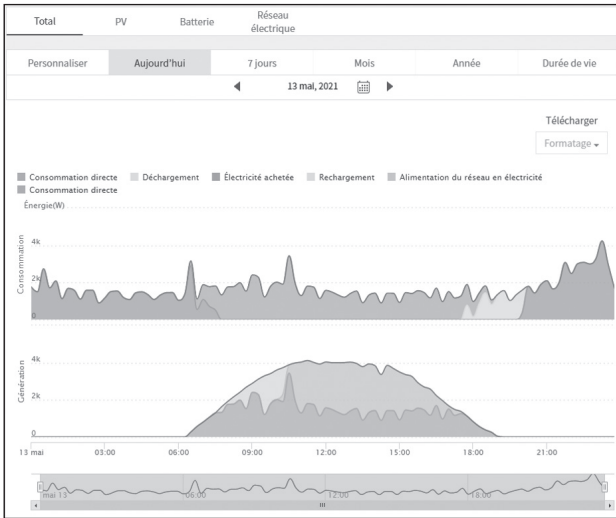 Total PV Batterie Réseau électrique
Personnaliser Aujourd'hui 7 jours Mois Année Durée de vie
13 mai, 2021
Télécharger
Formatage
Consommation directe Déchargement Électricité achetée Rechargement Alimentation du réseau en électricité
Consommation directe
Énergie(W)
Consommation
4k
2k
0
Génération
4k
2k
0
13 mai 03:00 06:00 09:00 12:00 15:00 18:00 21:00
mai 13 06:00 12:00 18:00